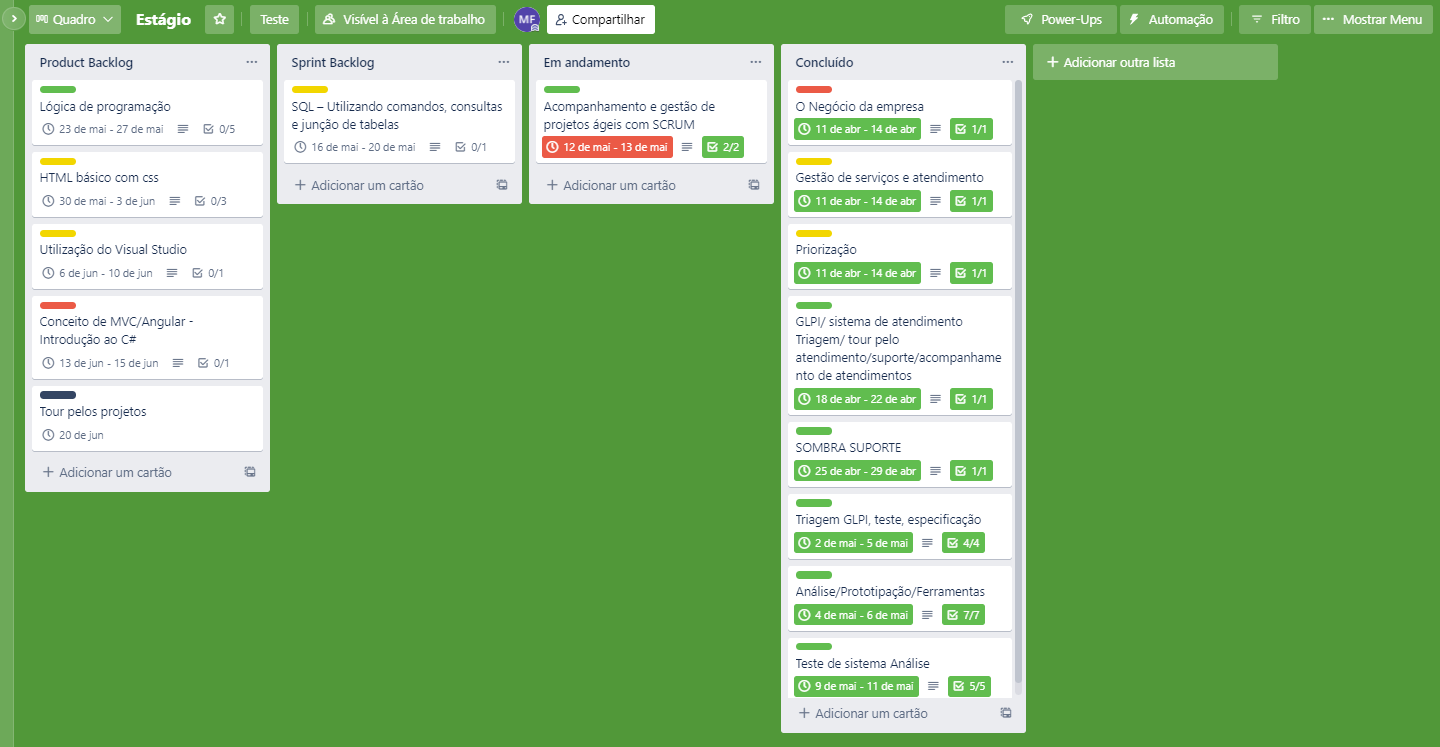 Quadro
Estágio
Teste
Visível à Área de trabalho
MF
Compartilhar
Power-Ups
Automação
Filtro
Mostrar Menu
Product Backlog
Lógica de programação
23 de mai - 27 de mai 0/5
HTML básico com css
30 de mai - 3 de jun 0/3
Utilização do Visual Studio
6 de jun - 10 de jun 0/1
Conceito de MVC/Angular -
Introdução ao C#
13 de jun - 15 de jun 0/1
Tour pelos projetos
20 de jun
+ Adicionar um cartão
Sprint Backlog
SQL – Utilizando comandos, consultas
e junção de tabelas
16 de mai - 20 de mai 0/1
+ Adicionar um cartão
Em andamento
Acompanhamento e gestão de
projetos ágeis com SCRUM
12 de mai - 13 de mai 2/2
+ Adicionar um cartão
Concluído
O Negócio da empresa
11 de abr - 14 de abr 1/1
Gestão de serviços e atendimento
11 de abr - 14 de abr 1/1
Priorização
11 de abr - 14 de abr 1/1
GLPI/ sistema de atendimento
Triagem/ tour pelo
atendimento/suporte/acompanhame
nto de atendimentos
18 de abr - 22 de abr 1/1
SOMBRA SUPORTE
25 de abr - 29 de abr 1/1
Triagem GLPI, teste, especificação
2 de mai - 5 de mai 4/4
Análise/Prototipação/Ferramentas
4 de mai - 6 de mai 7/7
Teste de sistema Análise
9 de mai - 11 de mai 5/5
+ Adicionar um cartão
+ Adicionar outra lista